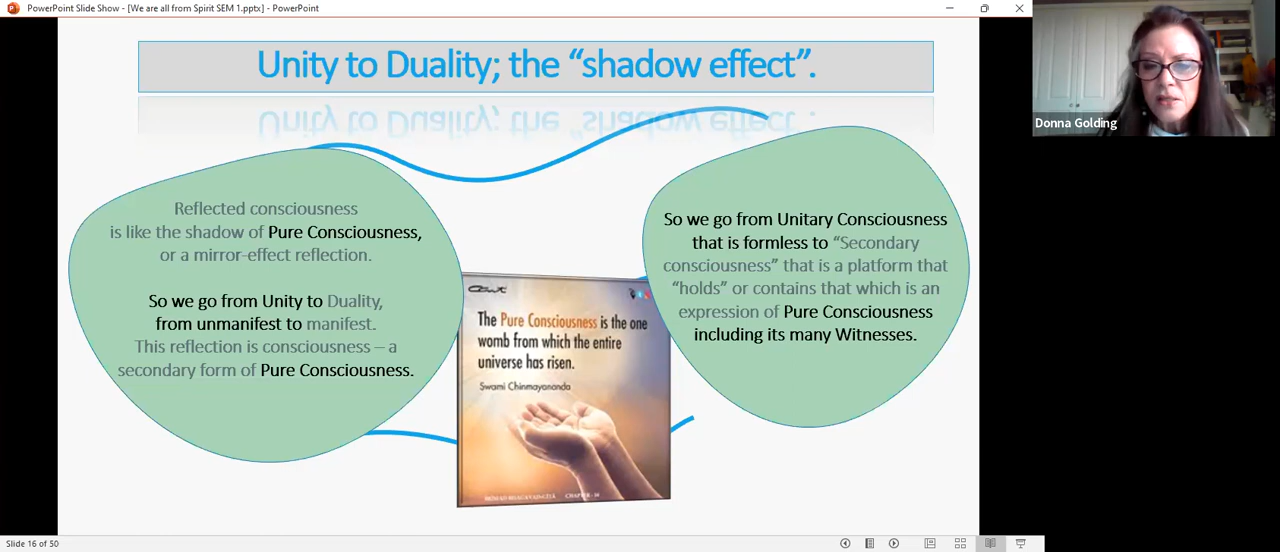 PowerPoint Slide Show - [We are all from Spirit SEM 1.pptx] - PowerPoint
Unity to Duality; the “shadow effect”.
Donna Golding
Reflected consciousness
is like the shadow of Pure Consciousness,
or a mirror-effect reflection.
So we go from Unity to Duality,
from unmanifest to manifest.
This reflection is consciousness – a
secondary form of Pure Consciousness.
The Pure Consciousness is the one
womb from which the entire
universe has risen.
Swami Chinmayananda
So we go from Unitary Consciousness
that is formless to “Secondary
consciousness” that is a platform that
“holds” or contains that which is an
expression of Pure Consciousness
including its many Witnesses.
Slide 16 of 50